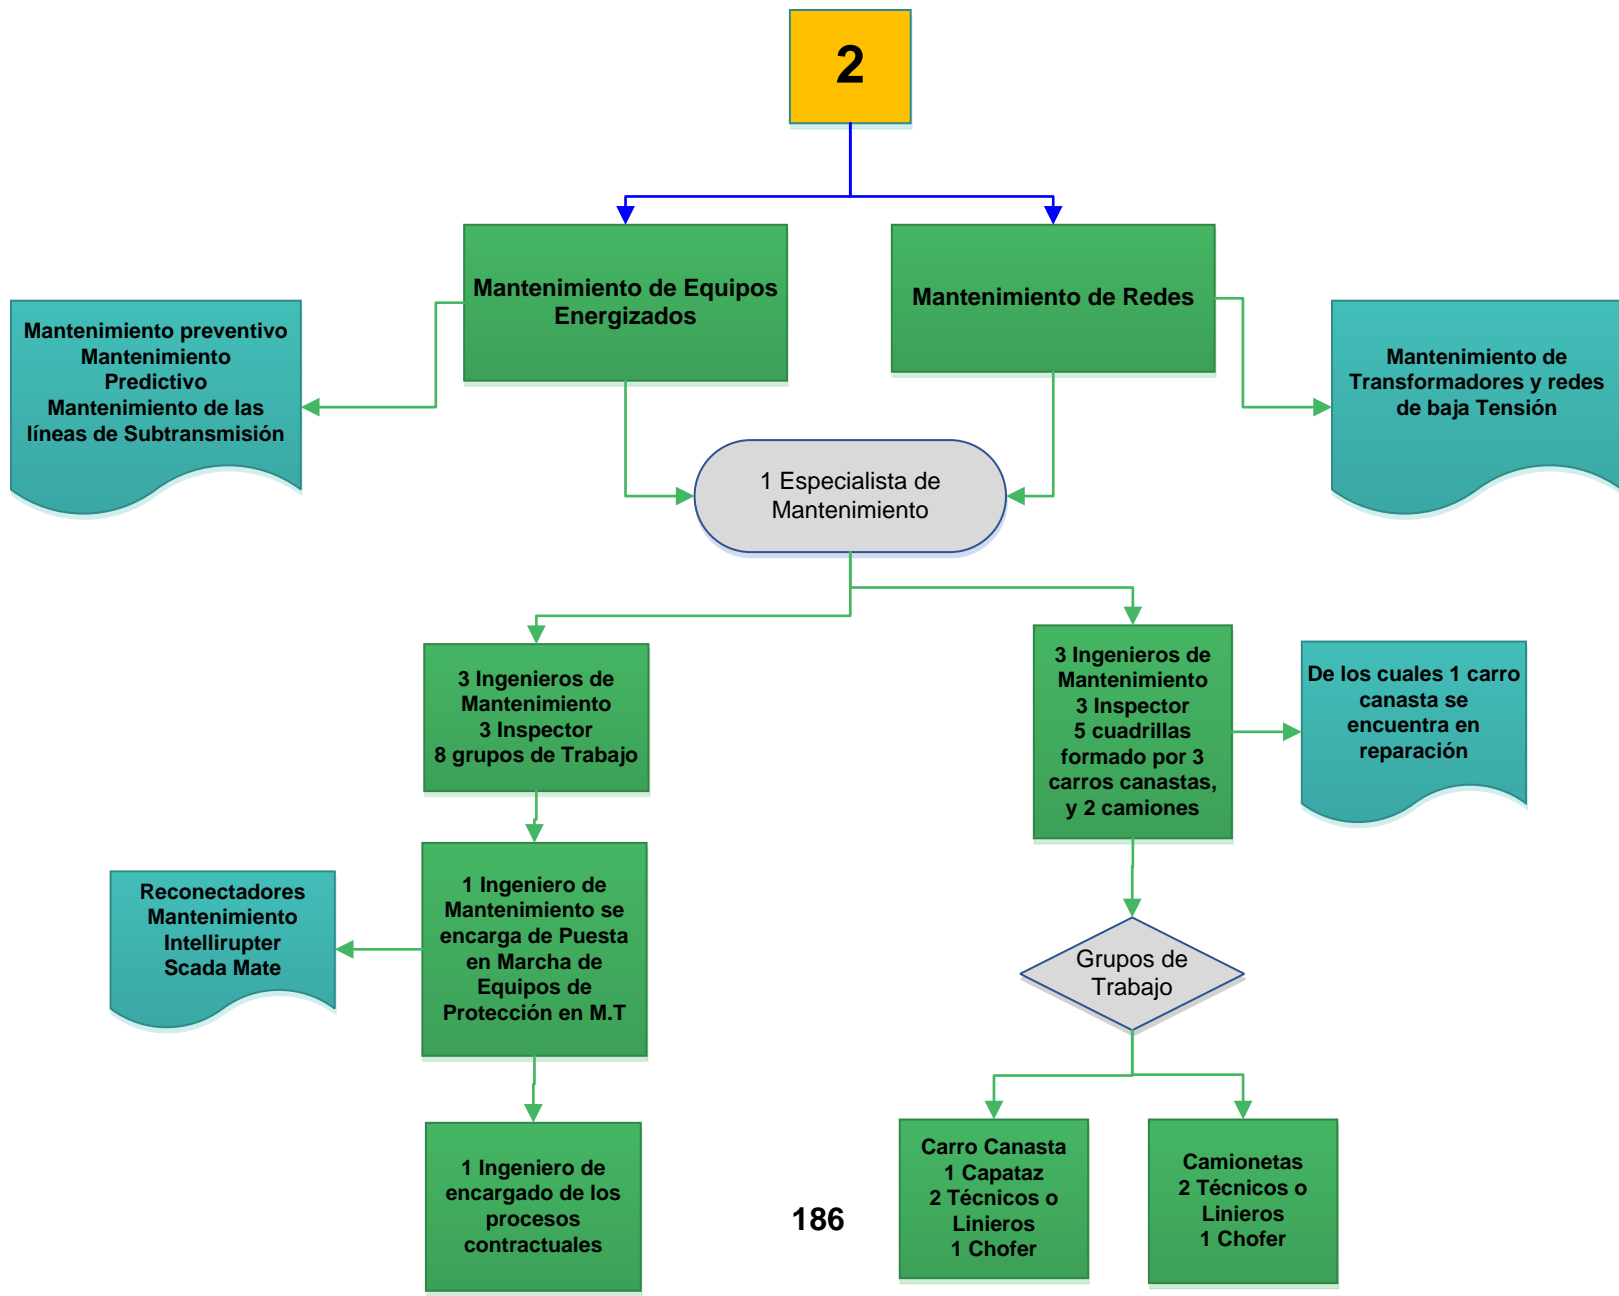 2
Mantenimiento de Equipos
Energizados
Mantenimiento de Redes
Mantenimiento preventivo
Mantenimiento
Predictivo
Mantenimiento de las
líneas de Subtransmisión
Mantenimiento de
Transformadores y redes
de baja Tensión
1 Especialista de
Mantenimiento
3 Ingenieros de
Mantenimiento
3 Inspector
8 grupos de Trabajo
3 Ingenieros de
Mantenimiento
3 Inspector
5 cuadrillas
formado por 3
carros canastas,
y 2 camiones
De los cuales 1 carro
canasta se
encuentra en
reparación
Reconectadores
Mantenimiento
Intellirupter
Scada Mate
1 Ingeniero de
Mantenimiento se
encarga de Puesta
en Marcha de
Equipos de
Protección en M.T
Grupos de
Trabajo
1 Ingeniero de
encargado de los
procesos
contractuales
Carro Canasta
1 Capataz
2 Técnicos o
Linieros
1 Chofer
Camionetas
2 Técnicos o
Linieros
1 Chofer
186